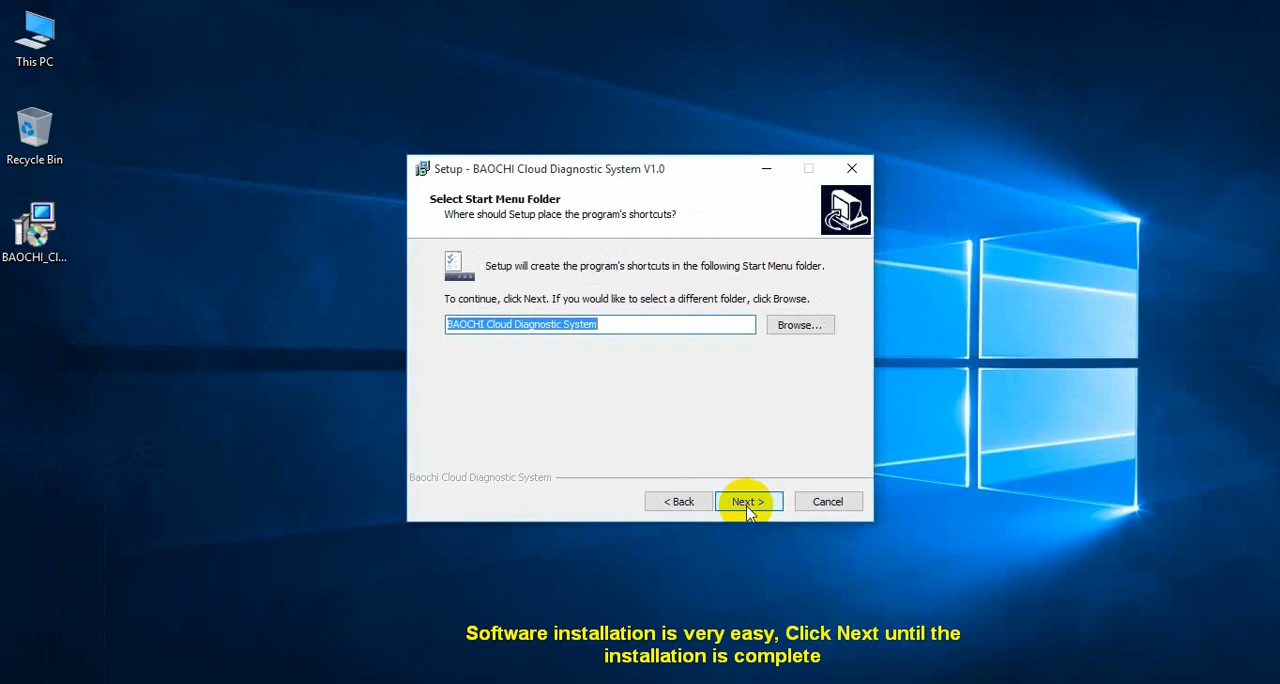 This PC
Recycle Bin
BAOCHI_Cl...
Setup - BAOCHI Cloud Diagnostic System V1.0
Select Start Menu Folder
Where should Setup place the program's shortcuts?
Setup will create the program's shortcuts in the following Start Menu folder.
To continue, click Next. If you would like to select a different folder, click Browse.
BAOCHI Cloud Diagnostic System
Browse...
Baochi Cloud Diagnostic System
< Back
Next >
Cancel
Software installation is very easy, Click Next until the
installation is complete